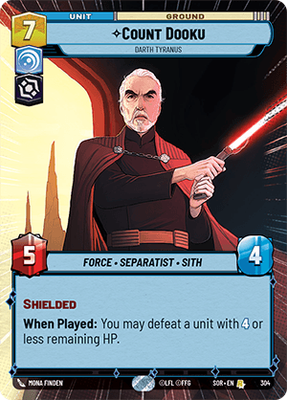 7
UNIT
GROUND
✧COUNT DOOKU
DARTH TYRANUS
5
4
FORCE • SEPARATIST • SITH
SHIELDED
When Played: You may defeat a unit with 4 or
less remaining HP.
MONA FINDEN
©LFL ©FFG
SOR•EN
304